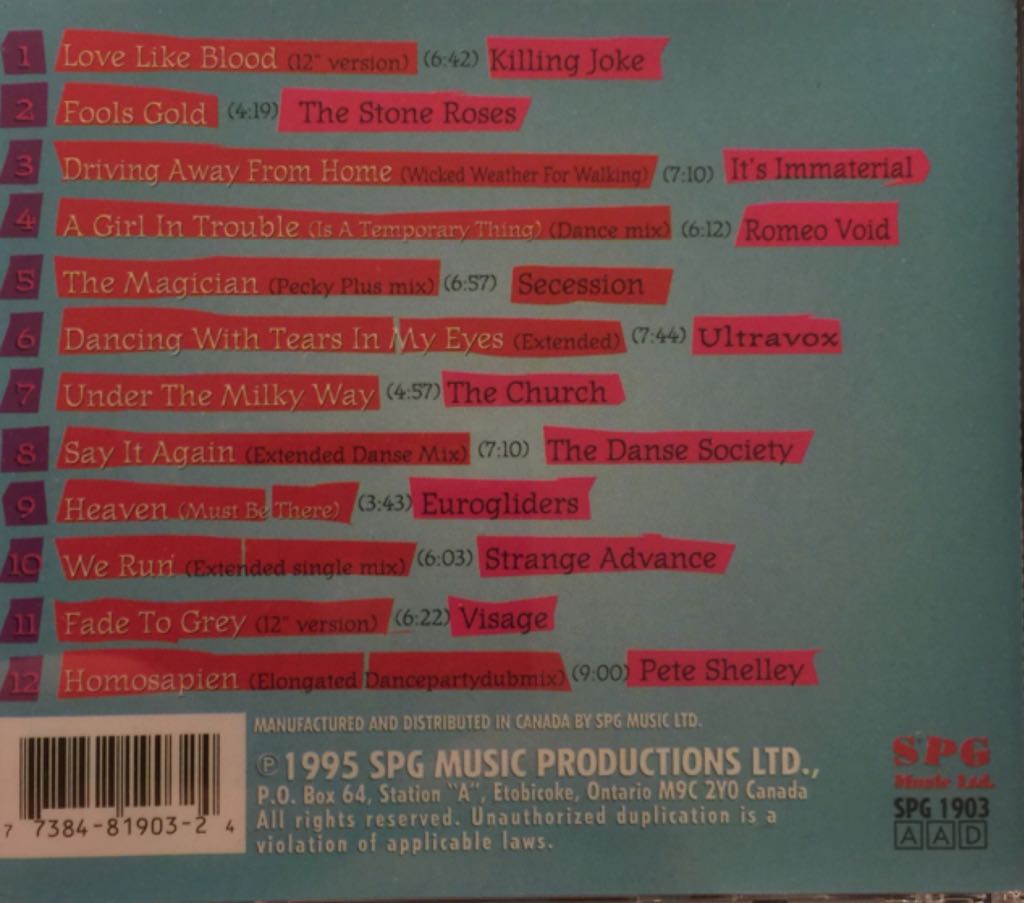 1 Love Like Blood (12" version) (6:42) Killing Joke
2 Fools Gold (4:19) The Stone Roses
3 Driving Away From Home (Wicked Weather For Walking) (7:10) It's Immaterial
4 A Girl In Trouble (Is A Temporary Thing) (Dance mix) (6:12) Romeo Void
5 The Magician (Pecky Plus mix) (6:57) Secession
6 Dancing With Tears In My Eyes (Extended) (7:44) Ultravox
7 Under The Milky Way (4:57) The Church
8 Say It Again (Extended Danse Mix) (7:10) The Danse Society
9 Heaven (Must Be There) (3:43) Eurogliders
10 We Run (Extended single mix) (6:03) Strange Advance
11 Fade To Grey (12" version) (6:22) Visage
12 Homosapien (Elongated Dancepartydubmix) (9:00) Pete Shelley
MANUFACTURED AND DISTRIBUTED IN CANADA BY SPG MUSIC LTD.
℗ 1995 SPG MUSIC PRODUCTIONS LTD.,
P.O. Box 64, Station "A", Etobicoke, Ontario M9C 2Y0 Canada
All rights reserved. Unauthorized duplication is a
violation of applicable laws.
7 7384-81903-2 4
SPG
Music Ltd.
SPG 1903
AAD